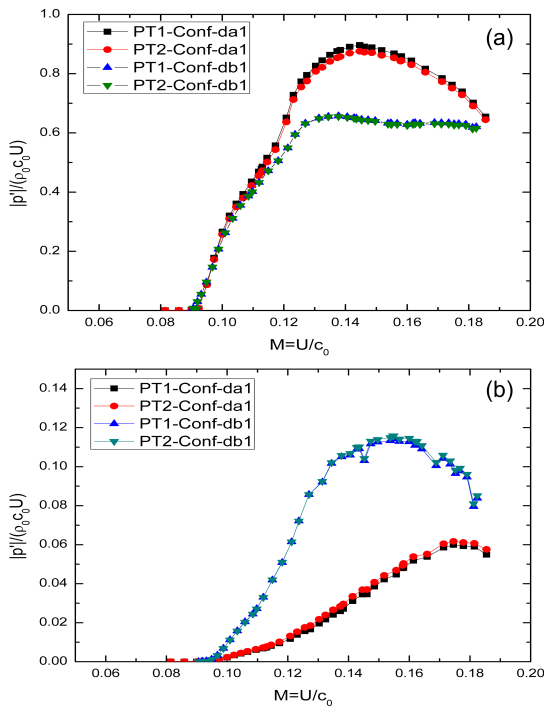 (a)
PT1-Conf-da1
PT2-Conf-da1
PT1-Conf-db1
PT2-Conf-db1
|p'|/(ρ₀c₀U)
1.0
0.8
0.6
0.4
0.2
0.0
0.06 0.08 0.10 0.12 0.14 0.16 0.18 0.20
M=U/c₀
(b)
PT1-Conf-da1
PT2-Conf-da1
PT1-Conf-db1
PT2-Conf-db1
|p'|/(ρ₀c₀U)
0.14
0.12
0.10
0.08
0.06
0.04
0.02
0.00
0.06 0.08 0.10 0.12 0.14 0.16 0.18 0.20
M=U/c₀